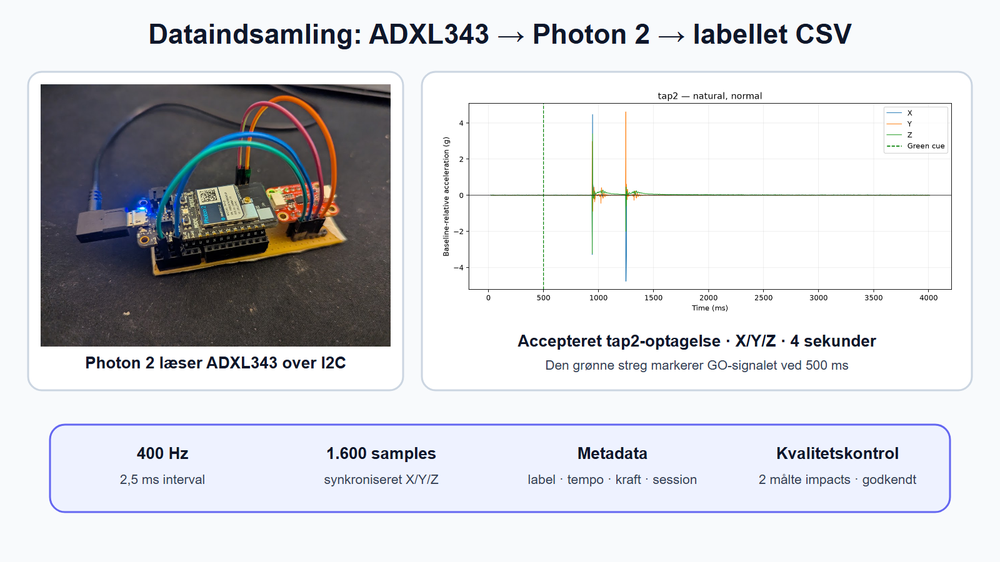 Dataindsamling: ADXL343 → Photon 2 → labellet CSV
Photon 2
Photon 2 læser ADXL343 over I2C
tap2 — natural, normal
X
Y
Z
Green cue
Baseline-relative acceleration (g)
4
2
0
−2
−4
0 500 1000 1500 2000 2500 3000 3500 4000
Time (ms)
Accepteret tap2-optagelse · X/Y/Z · 4 sekunder
Den grønne streg markerer GO-signalet ved 500 ms
400 Hz
2,5 ms interval
1.600 samples
synkroniseret X/Y/Z
Metadata
label · tempo · kraft · session
Kvalitetskontrol
2 målte impacts · godkendt